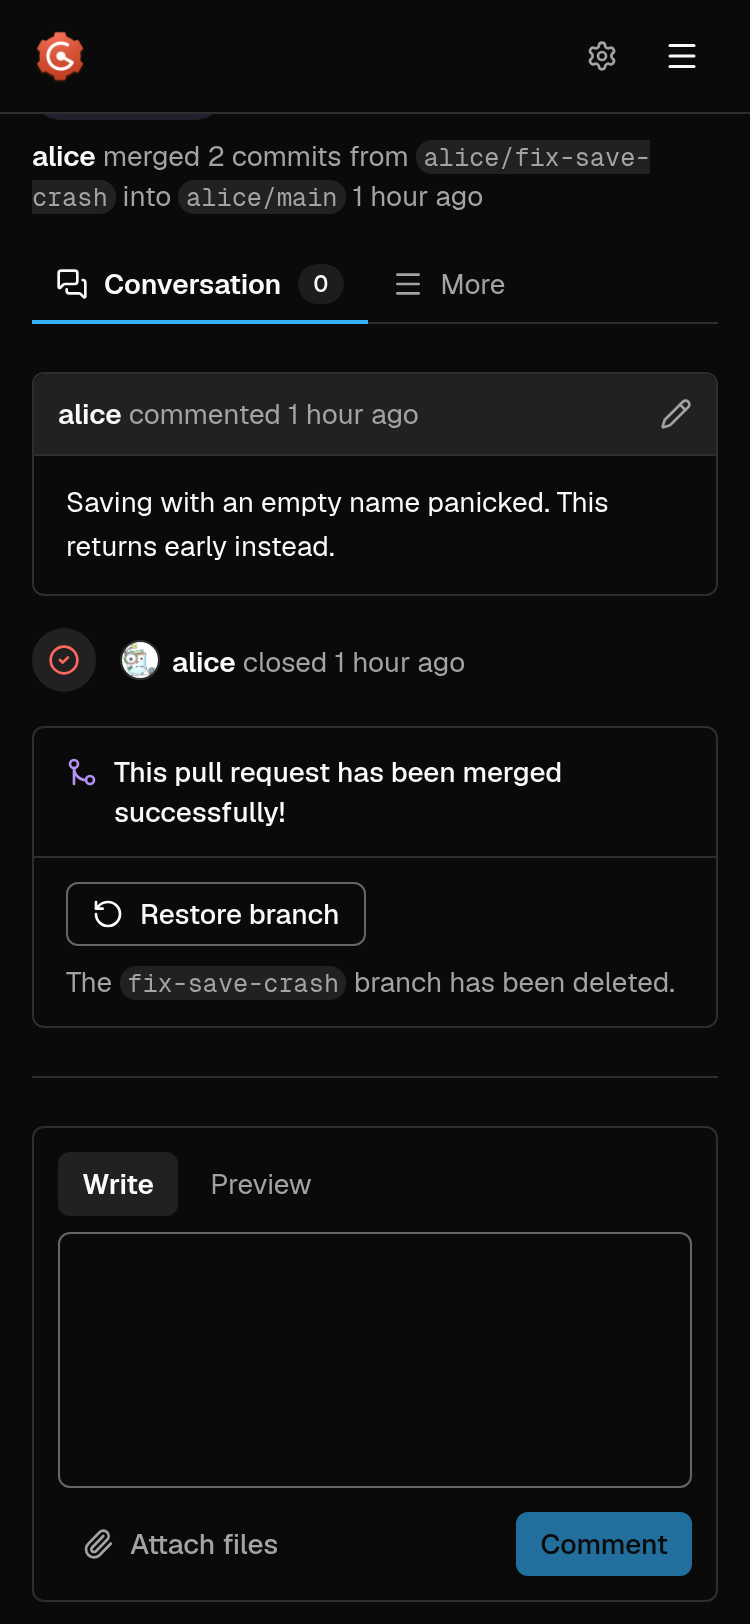 alice merged 2 commits from alice/fix-save-
crash into alice/main 1 hour ago
Conversation 0 More
alice commented 1 hour ago
Saving with an empty name panicked. This
returns early instead.
alice closed 1 hour ago
This pull request has been merged
successfully!
Restore branch
The fix-save-crash branch has been deleted.
Write Preview
Attach files Comment